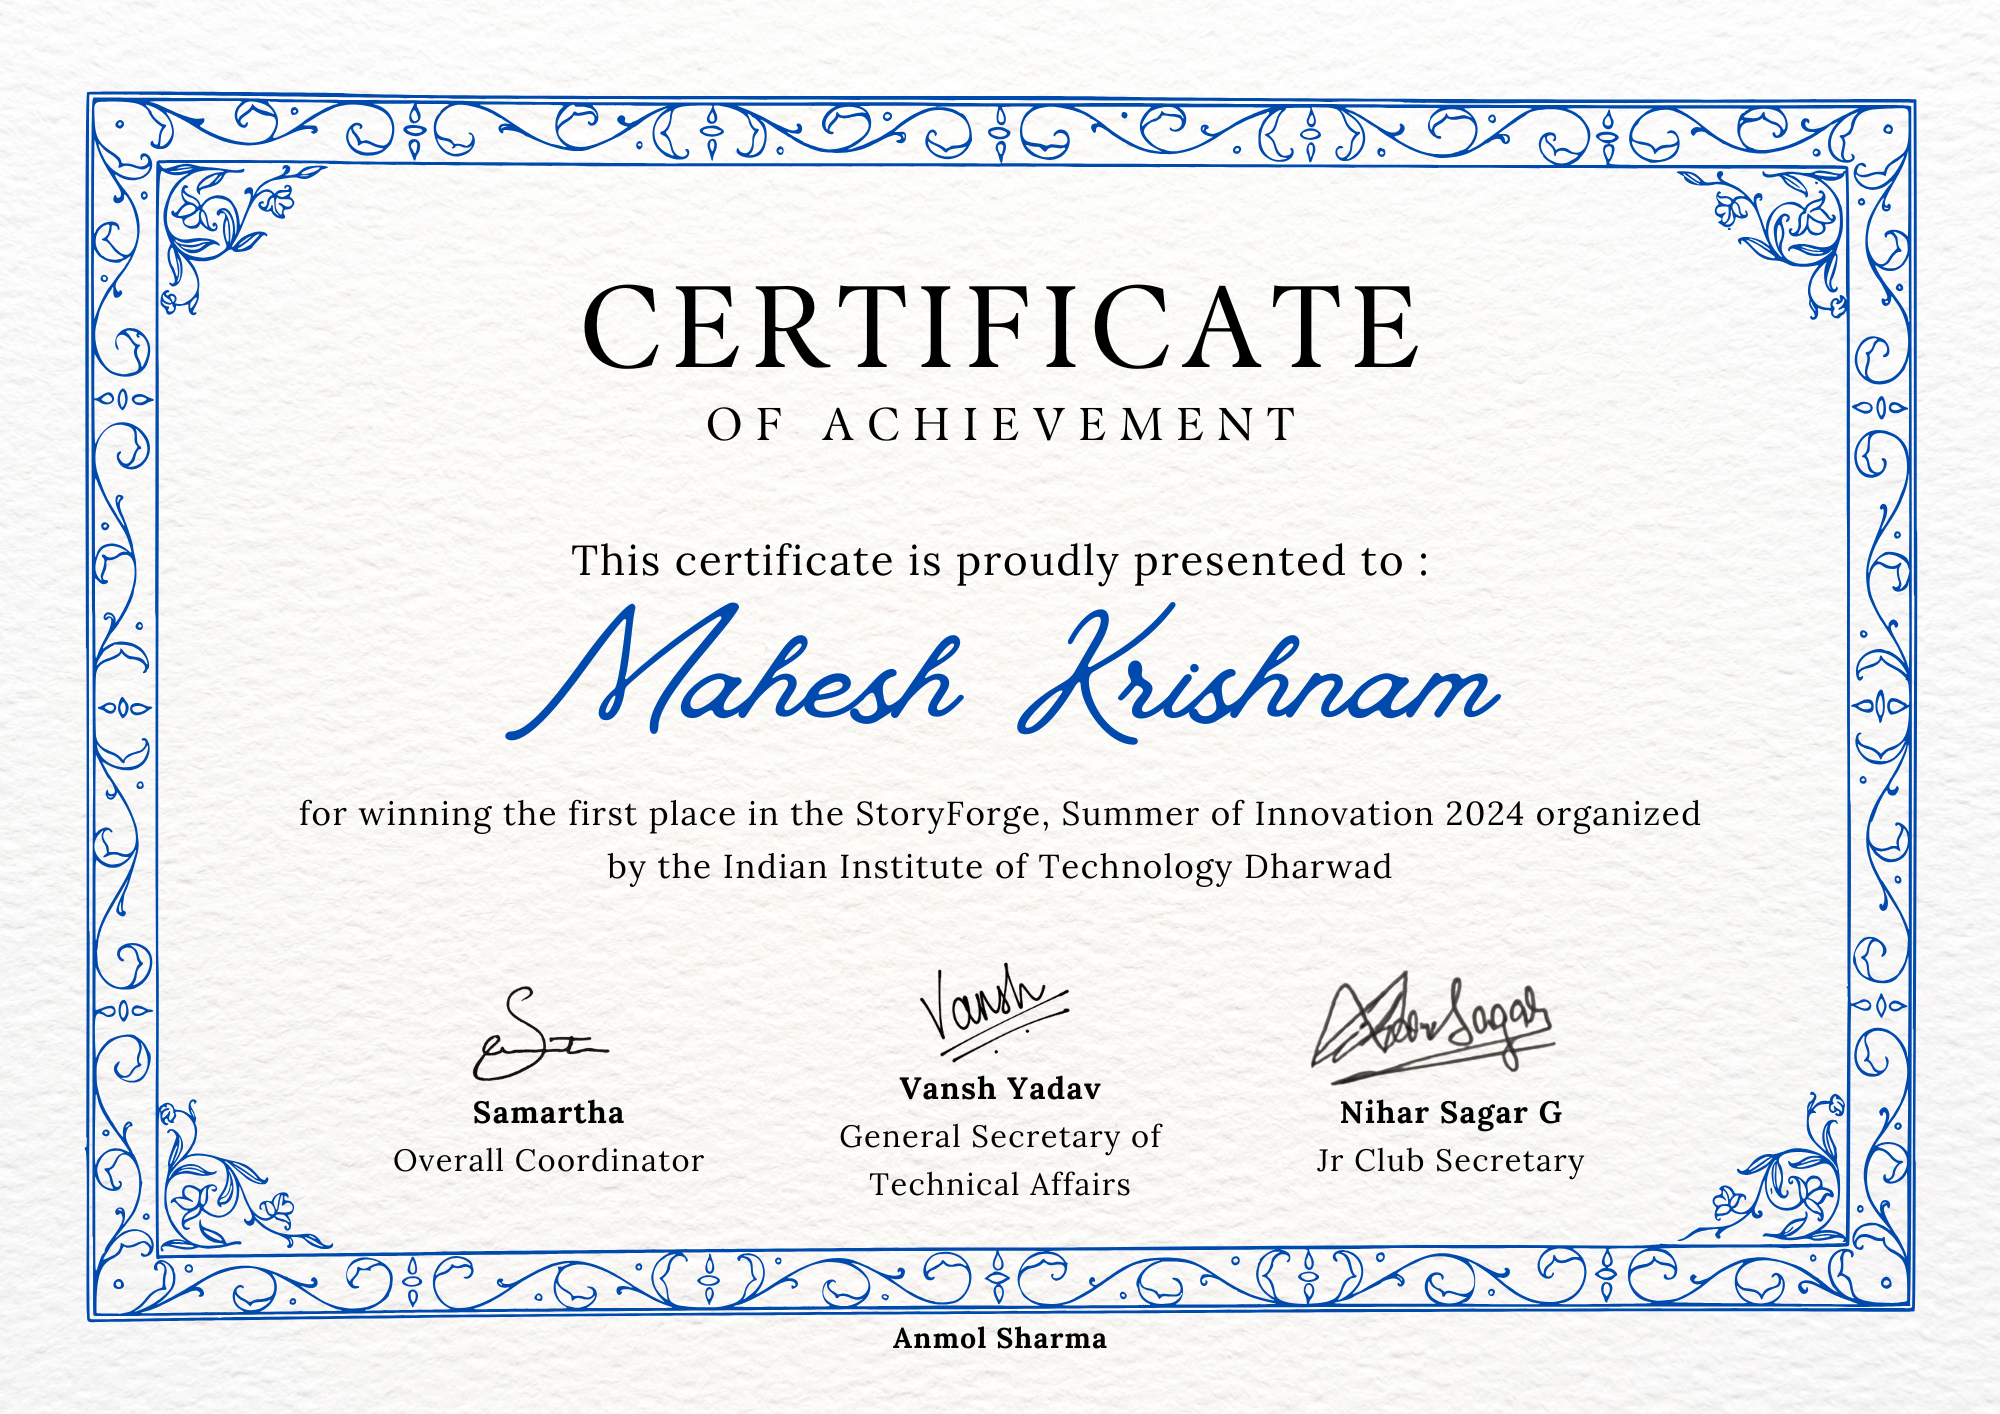 CERTIFICATE
OF ACHIEVEMENT
This certificate is proudly presented to :
Mahesh Krishnam
for winning the first place in the StoryForge, Summer of Innovation 2024 organized
by the Indian Institute of Technology Dharwad
Vansh
Sagar
Samartha
Overall Coordinator
Vansh Yadav
General Secretary of
Technical Affairs
Nihar Sagar G
Jr Club Secretary
Anmol Sharma